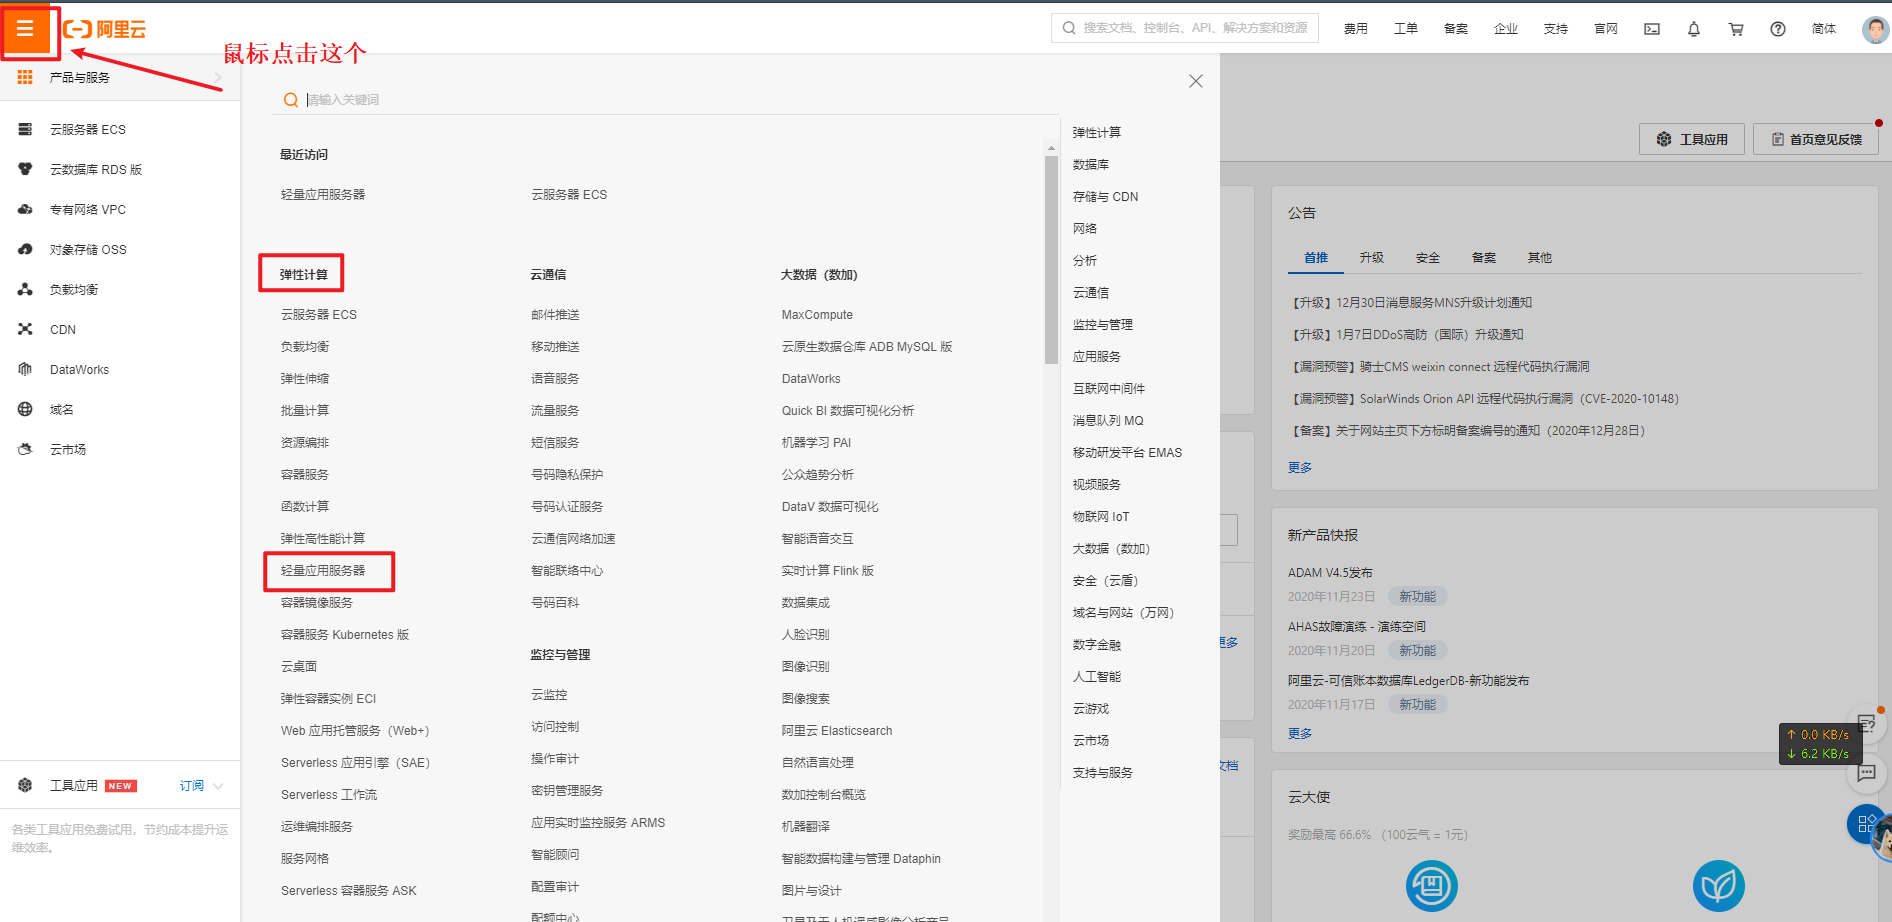 阿里云
搜索文档、控制台、API、解决方案和资源
费用
工单
备案
企业
支持
官网
简体
鼠标点击这个
产品与服务
云服务器 ECS
云数据库 RDS 版
专有网络 VPC
对象存储 OSS
负载均衡
CDN
DataWorks
域名
云市场
工具应用 NEW 订阅
各类工具应用免费试用，节约成本提升运
维效率。
请输入关键词
最近访问
轻量应用服务器
云服务器 ECS
弹性计算
云服务器 ECS
负载均衡
弹性伸缩
批量计算
资源编排
容器服务
函数计算
弹性高性能计算
轻量应用服务器
容器镜像服务
容器服务 Kubernetes 版
云桌面
弹性容器实例 ECI
Web 应用托管服务（Web+）
Serverless 应用引擎（SAE）
Serverless 工作流
运维编排服务
服务网格
Serverless 容器服务 ASK
云通信
邮件推送
移动推送
语音服务
流量服务
短信服务
号码隐私保护
号码认证服务
云通信网络加速
智能联络中心
号码百科
监控与管理
云监控
访问控制
操作审计
密钥管理服务
应用实时监控服务 ARMS
智能顾问
配置审计
配额中心
大数据（数加）
MaxCompute
云原生数据仓库 ADB MySQL 版
DataWorks
Quick BI 数据可视化分析
机器学习 PAI
公众趋势分析
DataV 数据可视化
智能语音交互
实时计算 Flink 版
数据集成
人脸识别
图像识别
图像搜索
阿里云 Elasticsearch
自然语言处理
数加控制台概览
机器翻译
智能数据构建与管理 Dataphin
图片与设计
卫星及无人机遥感影像分析产品
弹性计算
数据库
存储与 CDN
网络
分析
云通信
监控与管理
应用服务
互联网中间件
消息队列 MQ
移动研发平台 EMAS
视频服务
物联网 IoT
大数据（数加）
安全（云盾）
域名与网站（万网）
数字金融
人工智能
云游戏
云市场
支持与服务
工具应用
首页意见反馈
更多
文档
公告
首推 升级 安全 备案 其他
【升级】12月30日消息服务MNS升级计划通知
【升级】1月7日DDoS高防（国际）升级通知
【漏洞预警】骑士CMS weixin connect 远程代码执行漏洞
【漏洞预警】SolarWinds Orion API 远程代码执行漏洞（CVE-2020-10148）
【备案】关于网站主页下方标明备案编号的通知（2020年12月28日）
更多
新产品快报
ADAM V4.5发布
2020年11月23日 新功能
AHAS故障演练 - 演练空间
2020年11月20日 新功能
阿里云-可信账本数据库LedgerDB-新功能发布
2020年11月17日 新功能
更多
↑ 0.0 KB/s
↓ 6.2 KB/s
云大使
奖励最高 66.6% （100云气 = 1元）